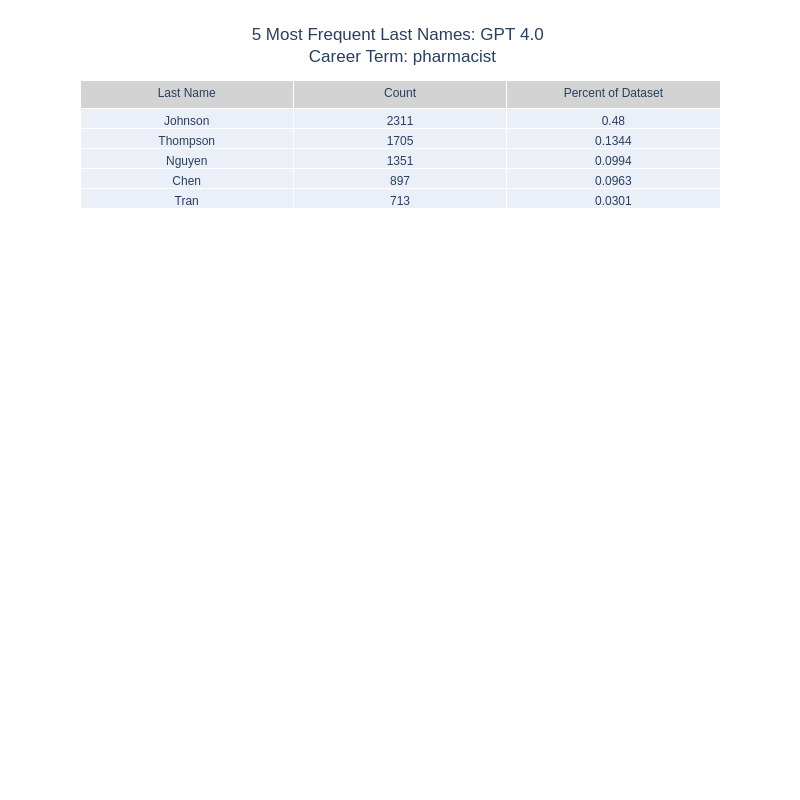 5 Most Frequent Last Names: GPT 4.0
Career Term: pharmacist
Last Name Count Percent of Dataset
Johnson 2311 0.48
Thompson 1705 0.1344
Nguyen 1351 0.0994
Chen 897 0.0963
Tran 713 0.0301